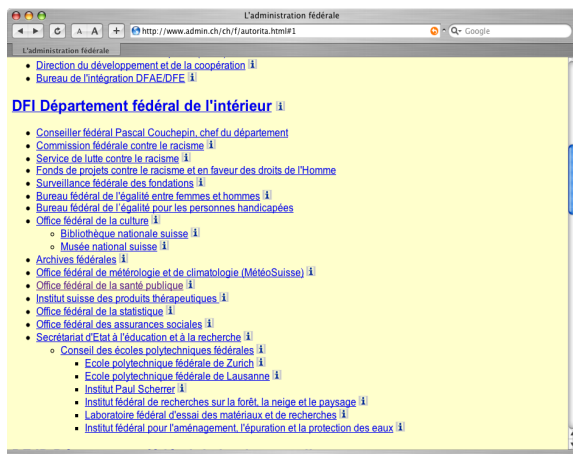 L'administration fédérale
A A + http://www.admin.ch/ch/f/autorita.html#1 Q Google
L'administration fédérale
Direction du développement et de la coopération i
Bureau de l'intégration DFAE/DFE i
DFI Département fédéral de l'intérieur i
Conseiller fédéral Pascal Couchepin, chef du département
Commission fédérale contre le racisme i
Service de lutte contre le racisme i
Fonds de projets contre le racisme et en faveur des droits de l'Homme
Surveillance fédérale des fondations i
Bureau fédéral de l'égalité entre femmes et hommes i
Bureau fédéral de l'égalité pour les personnes handicapées
Office fédéral de la culture i
Bibliothèque nationale suisse i
Musée national suisse i
Archives fédérales i
Office fédéral de métérologie et de climatologie (MétéoSuisse) i
Office fédéral de la santé publique i
Institut suisse des produits thérapeutiques i
Office fédéral de la statistique i
Office fédéral des assurances sociales i
Secrétariat d'Etat à l'éducation et à la recherche i
Conseil des écoles polytechniques fédérales i
Ecole polytechnique fédérale de Zurich i
Ecole polytechnique fédérale de Lausanne i
Institut Paul Scherrer i
Institut fédéral de recherches sur la forêt, la neige et le paysage i
Laboratoire fédéral d'essai des matériaux et de recherches i
Institut fédéral pour l'aménagement, l'épuration et la protection des eaux i